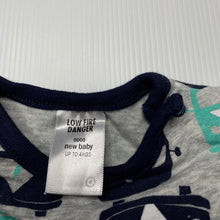 LOW FIRE
DANGER
0000
new baby
UP TO 4KGS